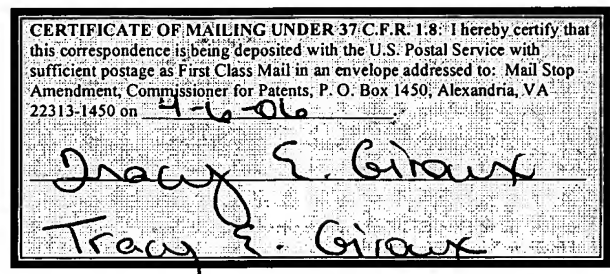 CERTIFICATE OF MAILING UNDER 37 C.F.R. 1.8: I hereby certify that
this correspondence is being deposited with the U.S. Postal Service with
sufficient postage as First Class Mail in an envelope addressed to: Mail Stop
Amendment, Commissioner for Patents, P. O. Box 1450, Alexandria, VA
22313-1450 on 4-6-06
Tracy E. Giroux
Tracy E. Giroux